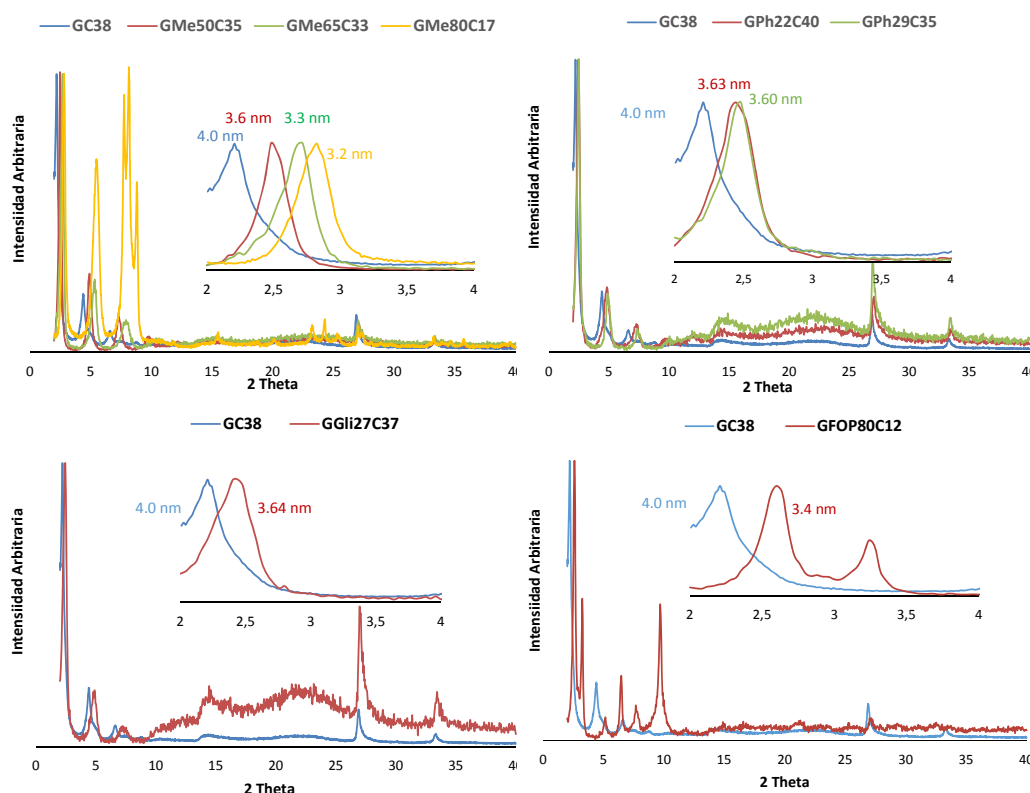 GC38 GMe50C35 GMe65C33 GMe80C17
Intensiidad Arbitraria
3.6 nm 3.3 nm
4.0 nm
3.2 nm
2 2,5 3 3,5 4
0 5 10 15 20 25 30 35 40
2 Theta
GC38 GPh22C40 GPh29C35
Intensiidad Arbitraria
3.63 nm
3.60 nm
4.0 nm
2 2,5 3 3,5 4
0 5 10 15 20 25 30 35 40
2 Theta
GC38 GGli27C37
Intensiidad Arbitraria
4.0 nm 3.64 nm
2 2,5 3 3,5 4
0 5 10 15 20 25 30 35 40
2 Theta
GC38 GFOP80C12
Intensiidad Arbitraria
4.0 nm 3.4 nm
2 2,5 3 3,5 4
0 5 10 15 20 25 30 35 40
2 Theta